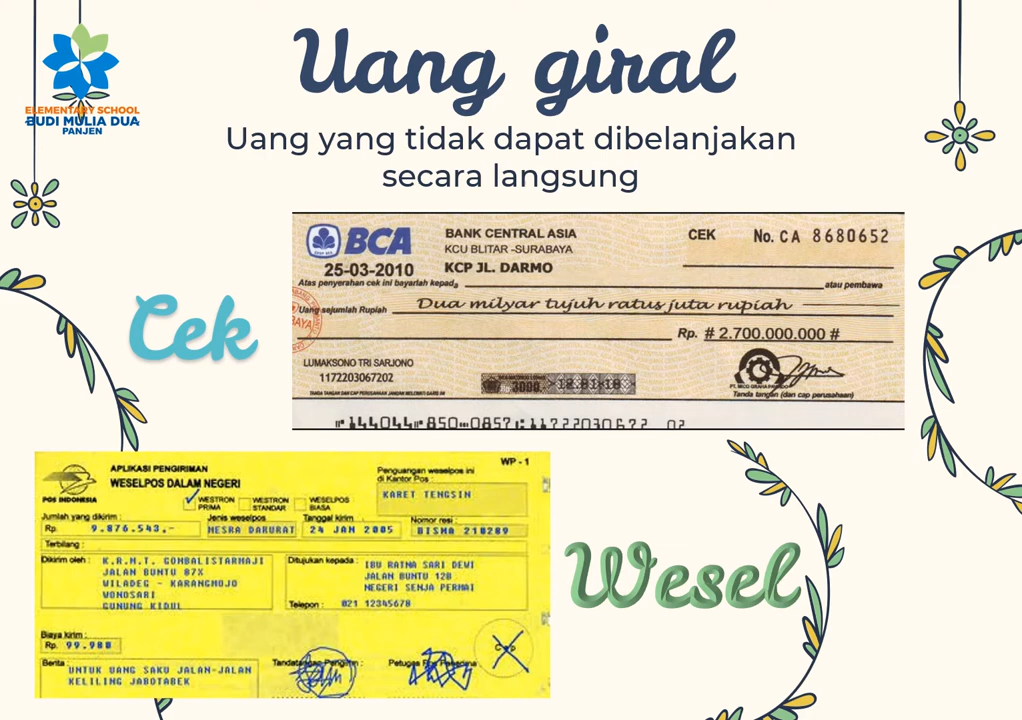 Uang giral
ELEMENTARY SCHOOL
BUDI MULIA DUA
PANJEN
Uang yang tidak dapat dibelanjakan
secara langsung
Cek
BCA
BANK CENTRAL ASIA
KCU BLITAR -SURABAYA
25-03-2010
KCP JL. DARMO
CEK No. CA 8680652
Atas penyerahan cek ini bayarlah kepada atau pembawa
Uang sejumlah Rupiah Dua milyar tujuh ratus juta rupiah
Rp. # 2.700.000.000 #
LUMAKSONO TRI SARJONO
1172203067202
3000
Tanda tangan (dan cap perusahaan)
Wesel
WP - 1
POS INDONESIA
APLIKASI PENGIRIMAN
WESELPOS DALAM NEGERI
WESTRON PRIMA
WESTRON STANDAR
WESELPOS BIASA
Penguangan weselpos ini
di Kantor Pos :
KARET TENGSIN
Jumlah yang dikirim :
Rp. 9.876.543,-
Jenis weselpos
MESRA DARURAT
Tanggal kirim
24 JAN 2005
Nomor resi :
BISMA 210289
Terbilang :
Dikirim oleh : K.R.M.T. GOMBALISTARMAJI
JALAN BUNTU 87X
WILADEG - KARANGMOJO
WONOSARI
GUNUNG KIDUL
Ditujukan kepada : IBU RATNA SARI DEWI
JALAN BUNTU 12B
NEGERI SENJA PERMAI
Telepon : 021 12345678
Biaya kirim :
Rp. 99.900
Berita : UNTUK UANG SAKU JALAN-JALAN
KELILING JABOTABEK
Tandatangan Pengirim :
Petugas Pos Penerima :